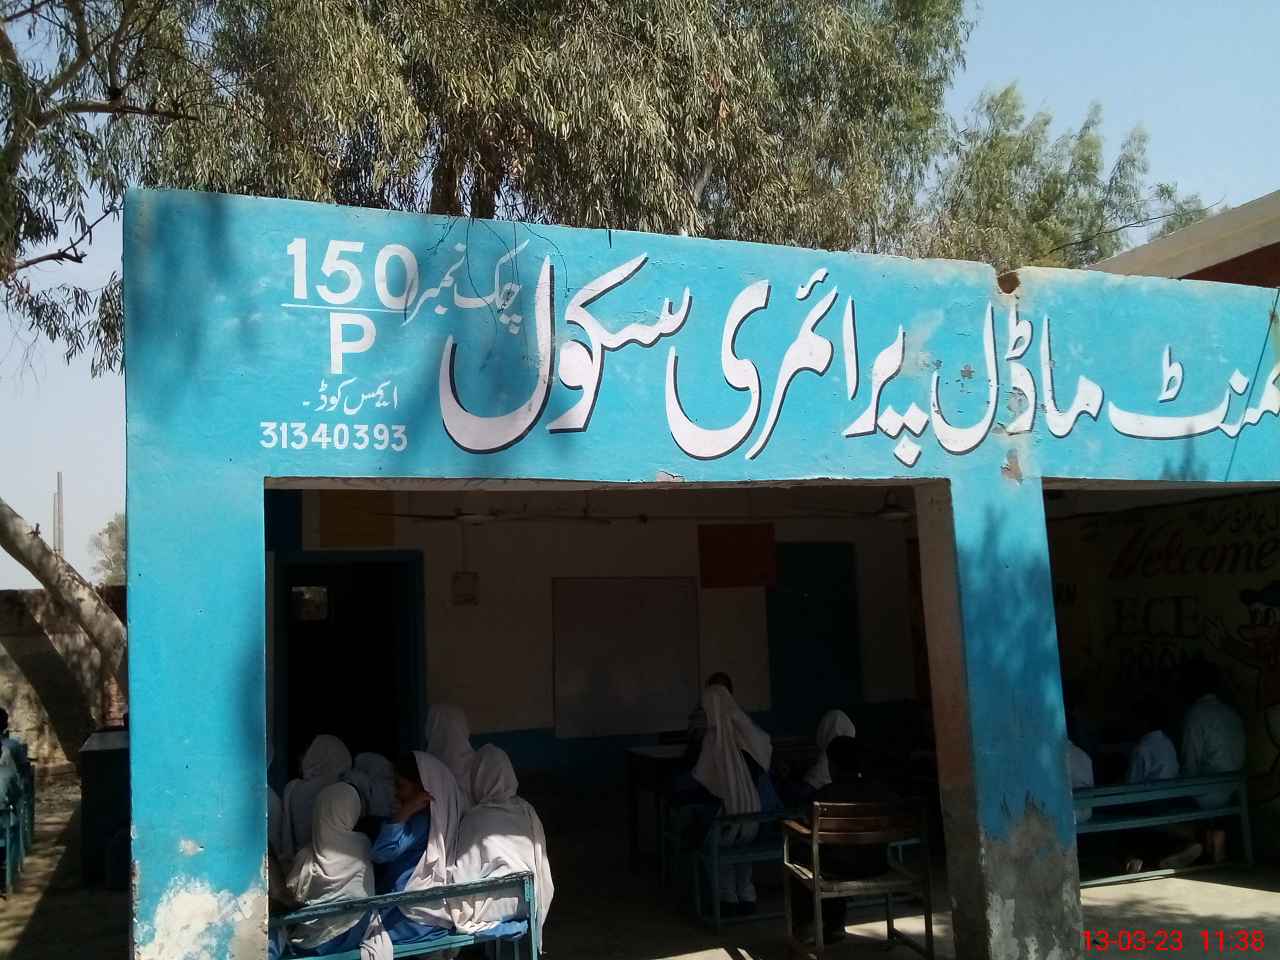 منٹ ماڈل پرائمری سکول
چک نمبر 150/P
ایمس کوڈ۔
31340393
Welcome
ECE
13-03-23 11:38